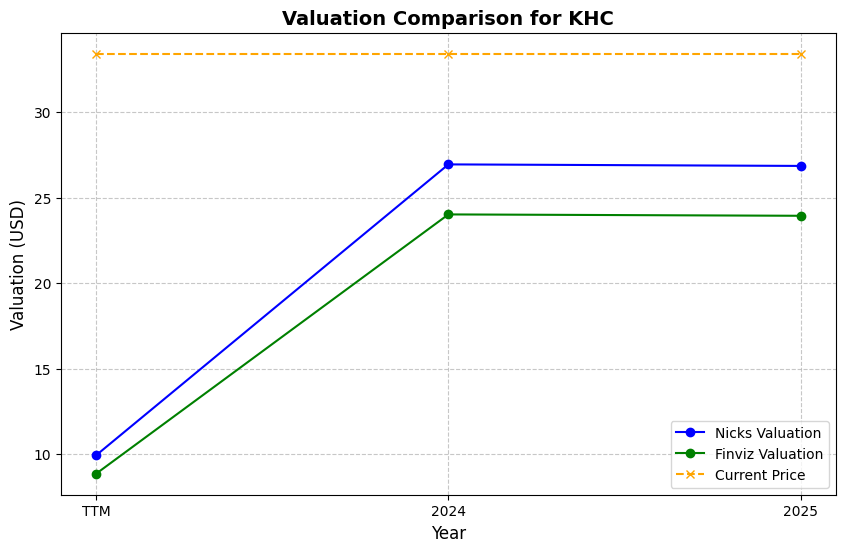 Valuation Comparison for KHC
Valuation (USD)
30
25
20
15
10
TTM
2024
2025
Year
Nicks Valuation
Finviz Valuation
Current Price